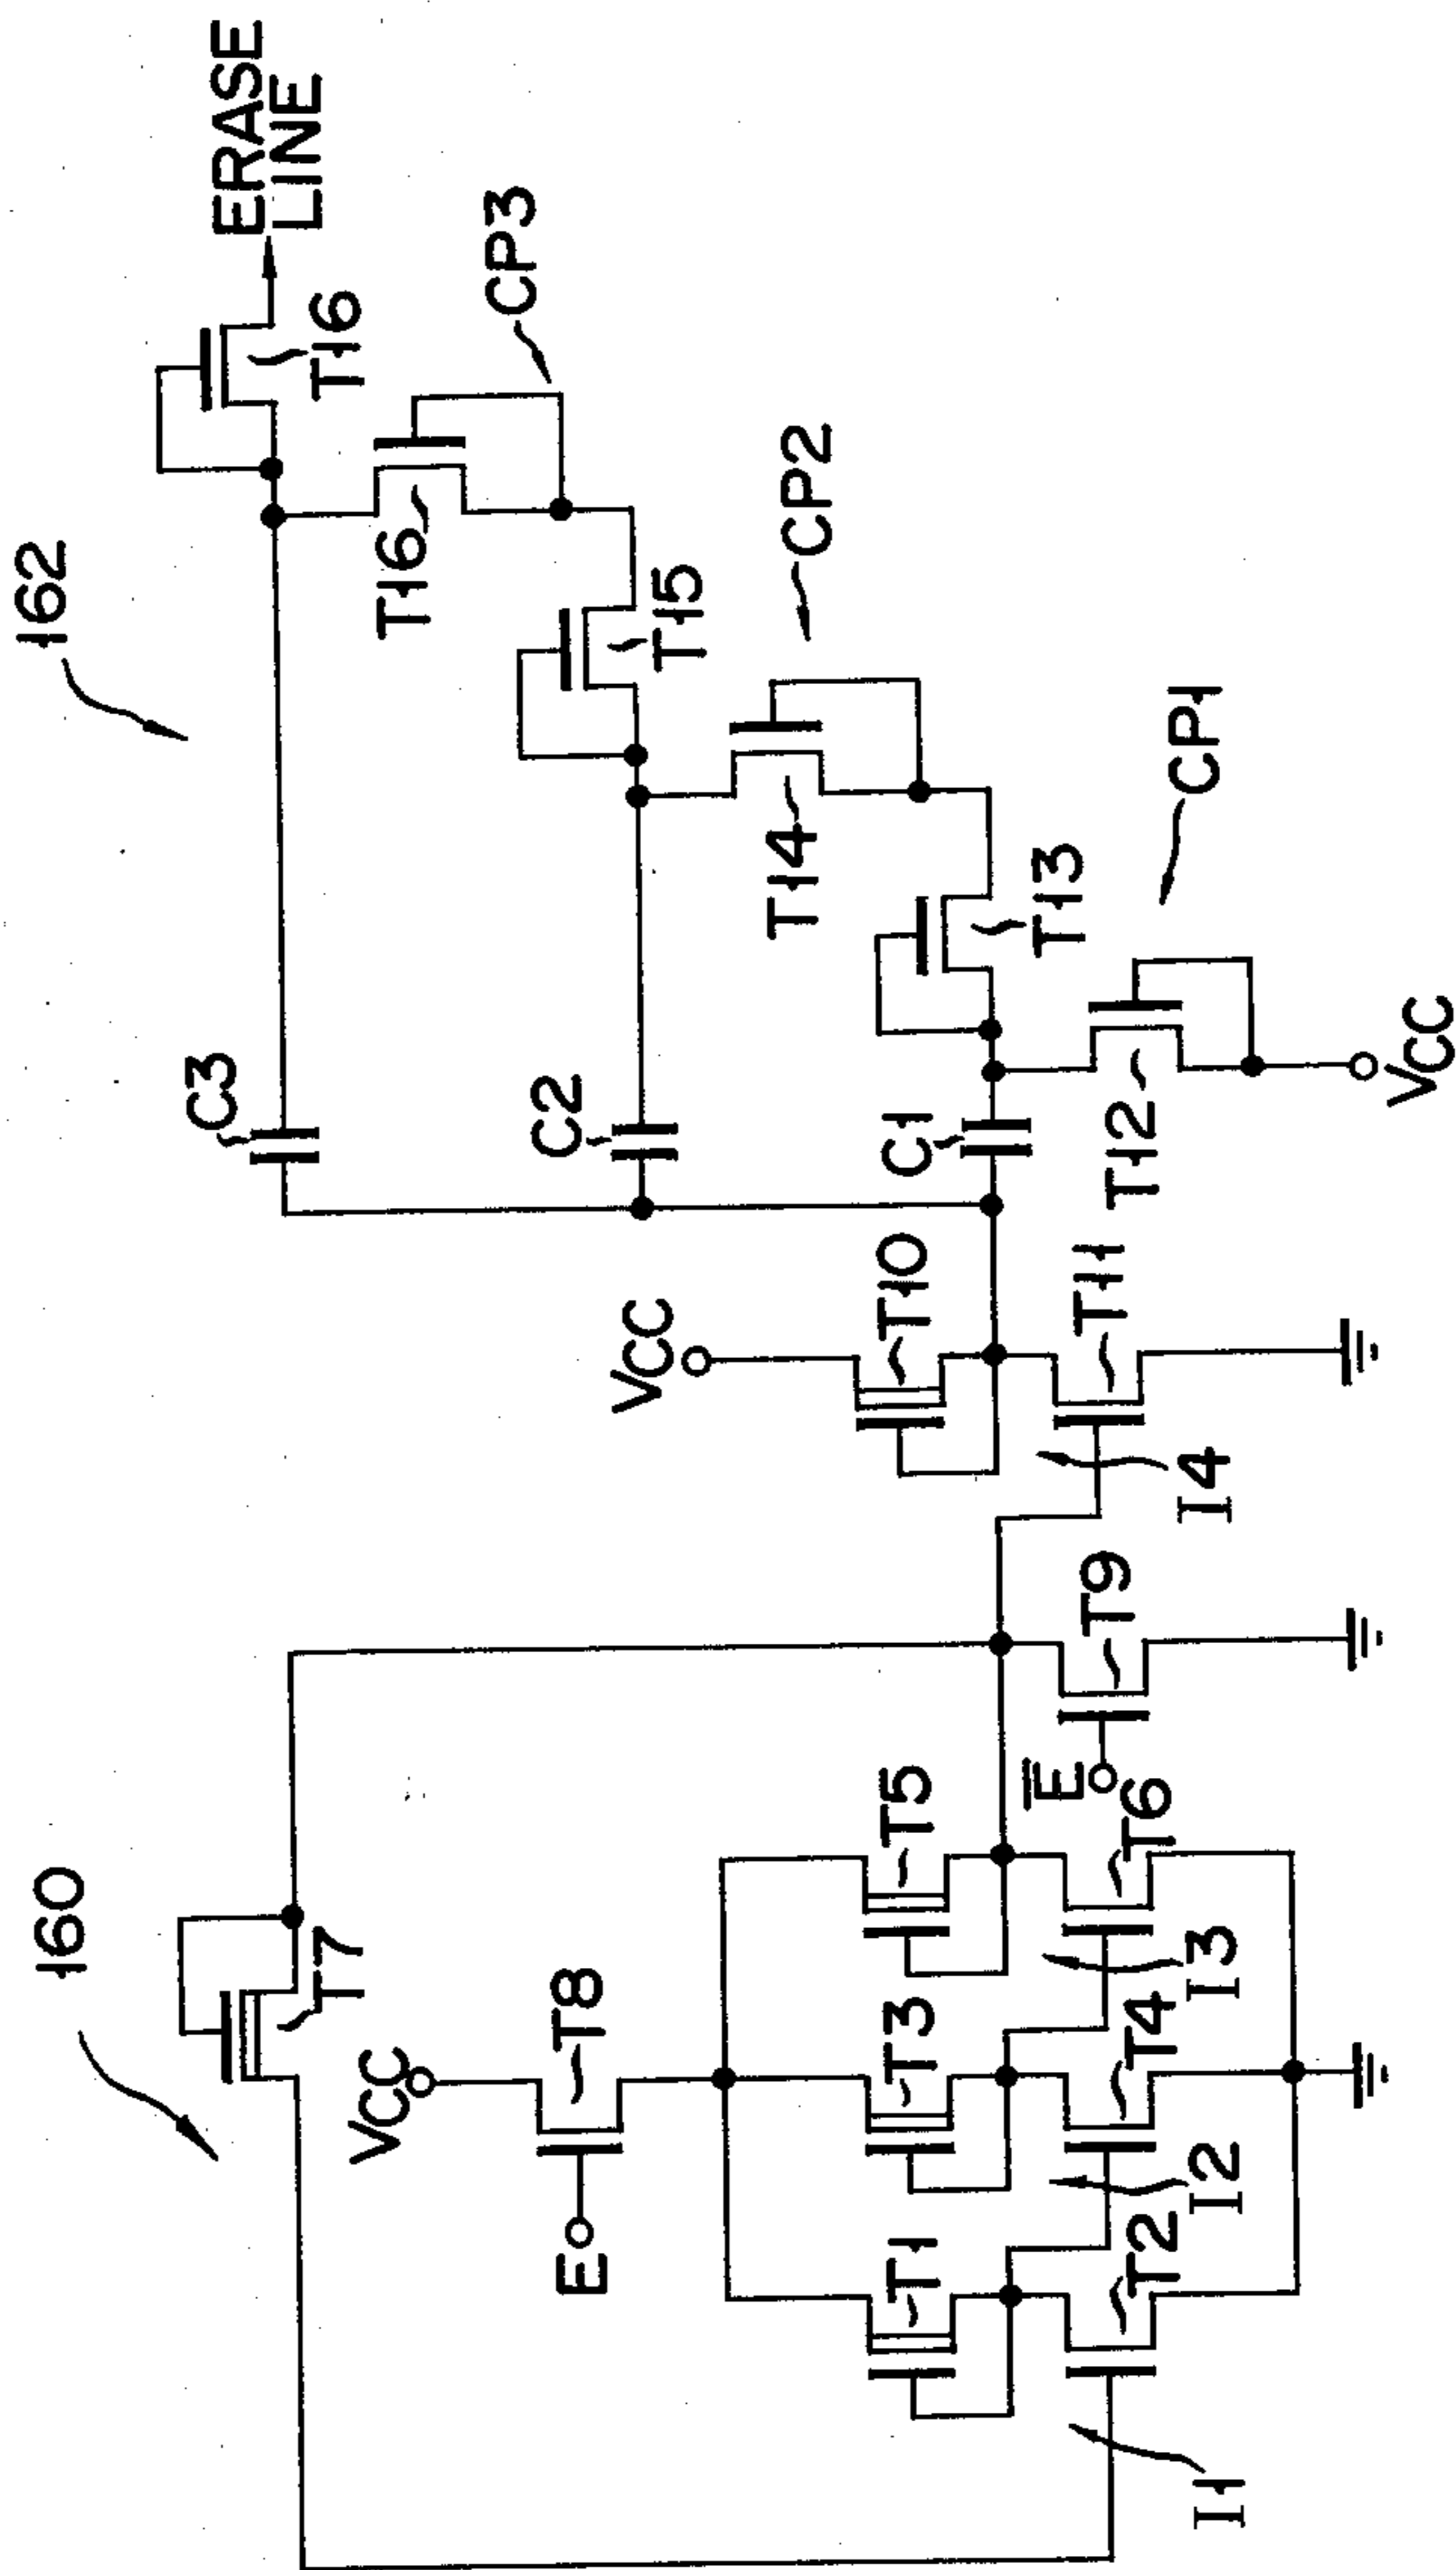 160
162
ERASE
LINE
T7
VCC
T8
E
T1
T3
T5
T2
T4
T6
I1
I2
I3
E̅
T9
VCC
T10
T11
I4
C3
C2
C1
T12
VCC
CP1
T13
T14
CP2
T15
T16
CP3
T16